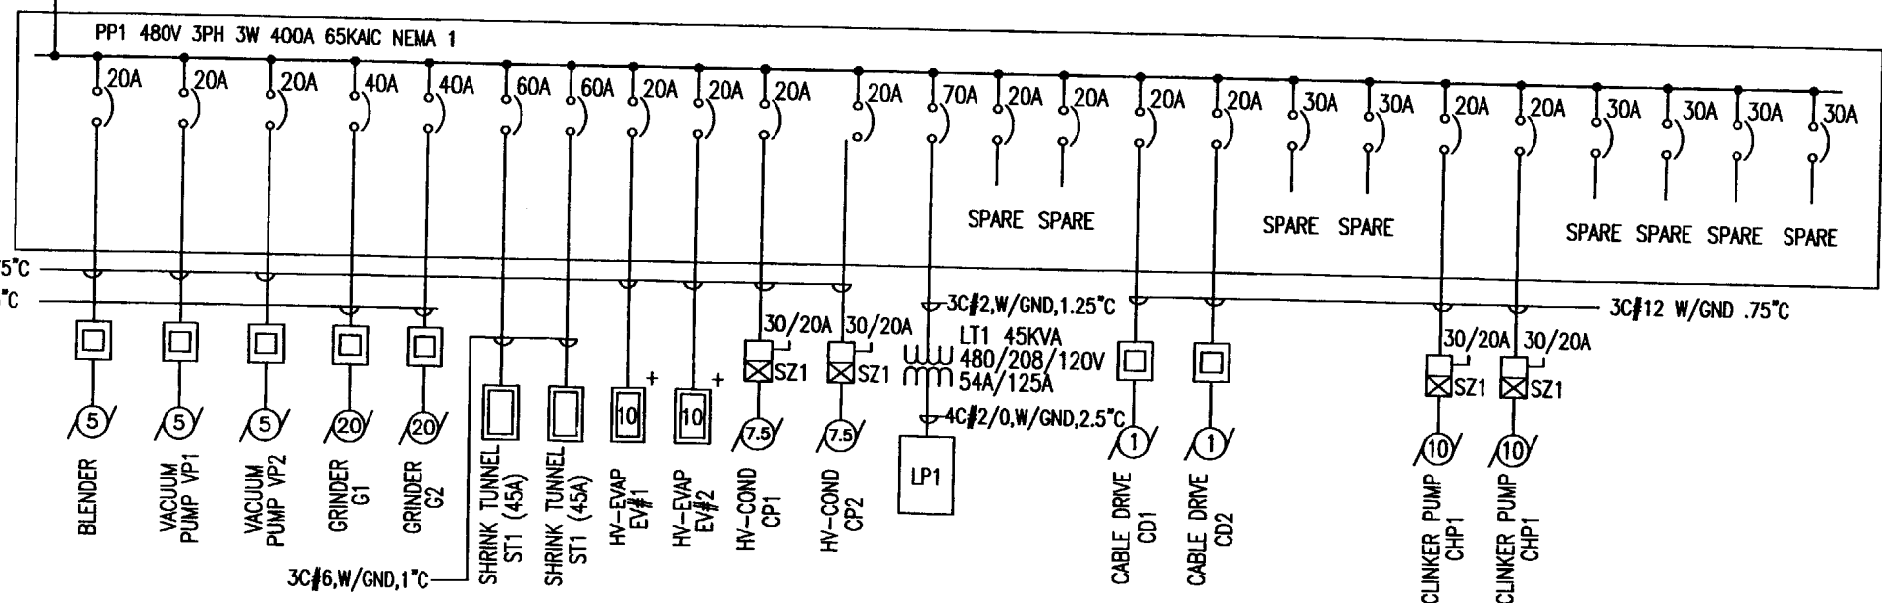 PP1 480V 3PH 3W 400A 65KAIC NEMA 1
20A 20A 20A 40A 40A 60A 60A 20A 20A 20A 20A 70A 20A 20A 20A 20A 30A 30A 20A 20A 30A 30A 30A 30A
SPARE SPARE SPARE SPARE SPARE SPARE SPARE SPARE
75"C
"C
3C#2,W/GND,1.25"C
3C#12 W/GND .75"C
30/20A 30/20A 30/20A 30/20A
SZ1 SZ1 SZ1 SZ1
LT1 45KVA
480/208/120V
54A/125A
4C#2/0,W/GND,2.5"C
LP1
5 5 5 20 20 10 + 10 + 7.5 7.5 1 1 10 10
BLENDER
VACUUM
PUMP VP1
VACUUM
PUMP VP2
GRINDER
G1
GRINDER
G2
SHRINK TUNNEL
ST1 (45A)
SHRINK TUNNEL
ST1 (45A)
HV-EVAP
EV#1
HV-EVAP
EV#2
HV-COND
CP1
HV-COND
CP2
CABLE DRIVE
CD1
CABLE DRIVE
CD2
CLINKER PUMP
CHP1
CLINKER PUMP
CHP1
3C#6,W/GND,1"C